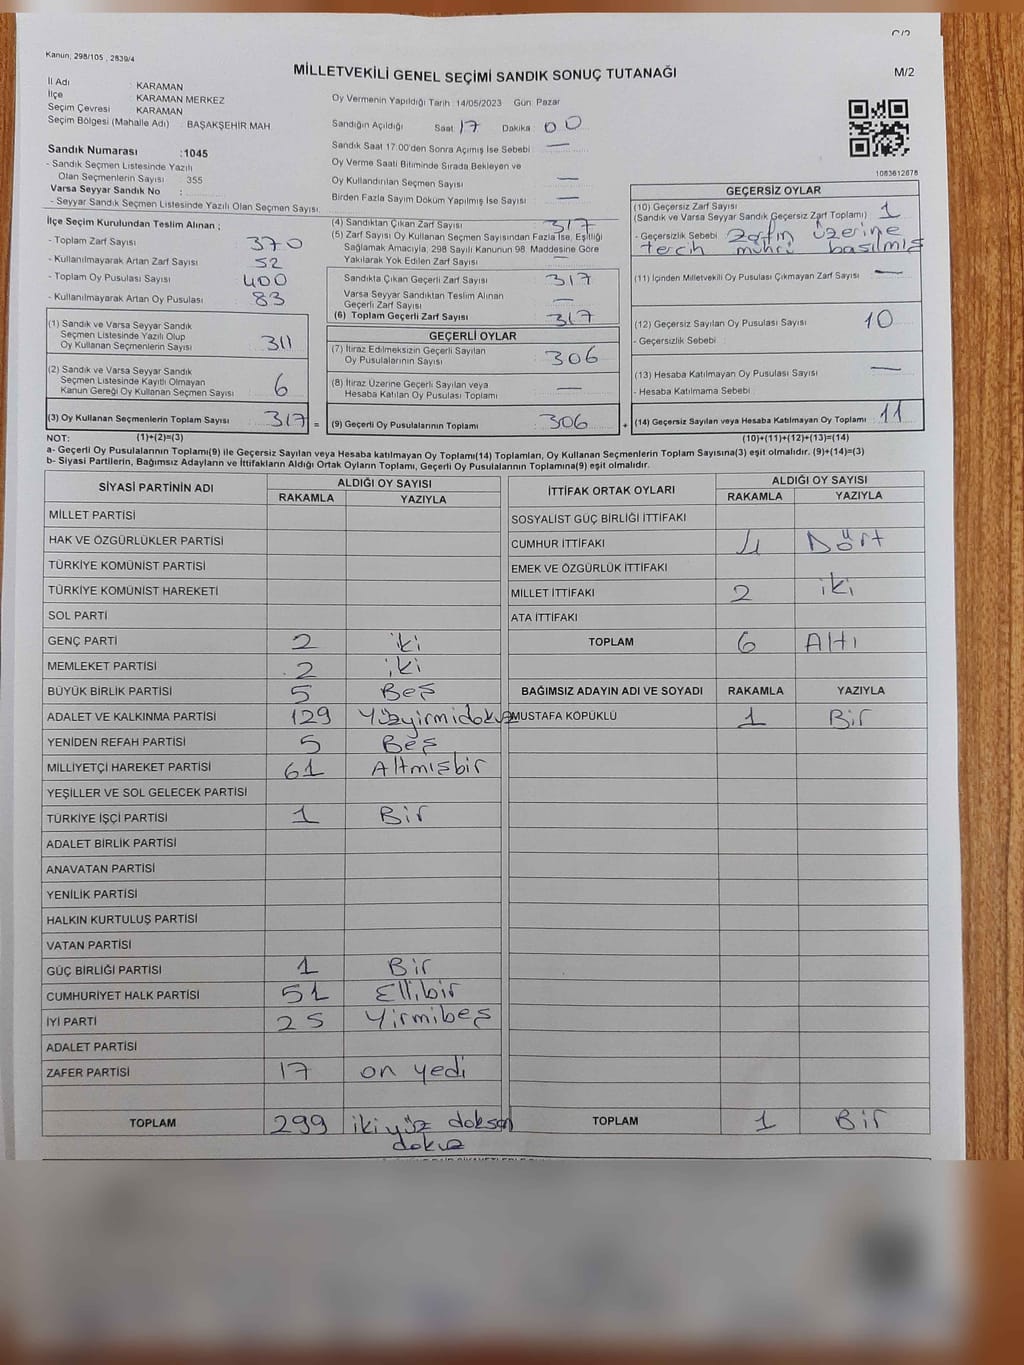 Kanun, 298/105 , 2839/4
MİLLETVEKİLİ GENEL SEÇİMİ SANDIK SONUÇ TUTANAĞI
M/2
İl Adı : KARAMAN
İlçe : KARAMAN MERKEZ
Seçim Çevresi : KARAMAN
Seçim Bölgesi (Mahalle Adı) : BAŞAKŞEHİR MAH
Sandık Numarası :1045
- Sandık Seçmen Listesinde Yazılı
Olan Seçmenlerin Sayısı : 355
Varsa Seyyar Sandık No :
- Seyyar Sandık Seçmen Listesinde Yazılı Olan Seçmen Sayısı
Oy Vermenin Yapıldığı Tarih 14/05/2023 Gün: Pazar
Sandığın Açıldığı Saat 17 Dakika 00
Sandık Saat 17:00'den Sonra Açımış İse Sebebi —
Oy Verme Saati Bitiminde Sırada Bekleyen ve
Oy Kullandırılan Seçmen Sayısı —
Birden Fazla Sayım Döküm Yapılmış İse Sayısı —
1083612678
İlçe Seçim Kurulundan Teslim Alınan ;
- Toplam Zarf Sayısı 370
- Kullanılmayarak Artan Zarf Sayısı 52
- Toplam Oy Pusulası Sayısı 400
- Kullanılmayarak Artan Oy Pusulası 83
(1) Sandık ve Varsa Seyyar Sandık
Seçmen Listesinde Yazılı Olup
Oy Kullanan Seçmenlerin Sayısı 311
(2) Sandık ve Varsa Seyyar Sandık
Seçmen Listesinde Kayıtlı Olmayan
Kanun Gereği Oy Kullanan Seçmen Sayısı 6
(3) Oy Kullanan Seçmenlerin Toplam Sayısı 317 =
(4) Sandıktan Çıkan Zarf Sayısı 317
(5) Zarf Sayısı Oy Kullanan Seçmen Sayısından Fazla İse, Eşitliği
Sağlamak Amacıyla, 298 Sayılı Kanunun 98. Maddesine Göre
Yakılarak Yok Edilen Zarf Sayısı —
Sandıkta Çıkan Geçerli Zarf Sayısı 317
Varsa Seyyar Sandıktan Teslim Alınan
Geçerli Zarf Sayısı —
(6) Toplam Geçerli Zarf Sayısı 317
GEÇERLİ OYLAR
(7) İtiraz Edilmeksizin Geçerli Sayılan
Oy Pusulalarının Sayısı 306
(8) İtiraz Üzerine Geçerli Sayılan veya
Hesaba Katılan Oy Pusulası Toplamı —
(9) Geçerli Oy Pusulalarının Toplamı : 306 +
GEÇERSİZ OYLAR
(10) Geçersiz Zarf Sayısı
(Sandık ve Varsa Seyyar Sandık Geçersiz Zarf Toplamı) 1
- Geçersizlik Sebebi : Zarfın üzerine
tercih mührü basılmış
(11) İçinden Milletvekili Oy Pusulası Çıkmayan Zarf Sayısı —
(12) Geçersiz Sayılan Oy Pusulası Sayısı 10
- Geçersizlik Sebebi :
(13) Hesaba Katılmayan Oy Pusulası Sayısı —
- Hesaba Katılmama Sebebi :
(14) Geçersiz Sayılan veya Hesaba Katılmayan Oy Toplamı 11
NOT: (1)+(2)=(3) (10)+(11)+(12)+(13)=(14)
a- Geçerli Oy Pusulalarının Toplamı(9) ile Geçersiz Sayılan veya Hesaba katılmayan Oy Toplamı(14) Toplamları, Oy Kullanan Seçmenlerin Toplam Sayısına(3) eşit olmalıdır. (9)+(14)=(3)
b- Siyasi Partilerin, Bağımsız Adayların ve İttifakların Aldığı Ortak Oyların Toplamı, Geçerli Oy Pusulalarının Toplamına(9) eşit olmalıdır.
SİYASİ PARTİNİN ADI ALDIĞI OY SAYISI
RAKAMLA YAZIYLA
MİLLET PARTİSİ
HAK VE ÖZGÜRLÜKLER PARTİSİ
TÜRKİYE KOMÜNİST PARTİSİ
TÜRKİYE KOMÜNİST HAREKETİ
SOL PARTİ
GENÇ PARTİ 2 iki
MEMLEKET PARTİSİ 2 iki
BÜYÜK BİRLİK PARTİSİ 5 Beş
ADALET VE KALKINMA PARTİSİ 129 Yüzyirmidokuz
YENİDEN REFAH PARTİSİ 5 Beş
MİLLİYETÇİ HAREKET PARTİSİ 61 Altmışbir
YEŞİLLER VE SOL GELECEK PARTİSİ
TÜRKİYE İŞÇİ PARTİSİ 1 Bir
ADALET BİRLİK PARTİSİ
ANAVATAN PARTİSİ
YENİLİK PARTİSİ
HALKIN KURTULUŞ PARTİSİ
VATAN PARTİSİ
GÜÇ BİRLİĞİ PARTİSİ 1 Bir
CUMHURİYET HALK PARTİSİ 51 Ellibir
İYİ PARTİ 25 Yirmibeş
ADALET PARTİSİ
ZAFER PARTİSİ 17 on yedi
TOPLAM 299 iki yüz doksan
dokuz
İTTİFAK ORTAK OYLARI ALDIĞI OY SAYISI
RAKAMLA YAZIYLA
SOSYALİST GÜÇ BİRLİĞİ İTTİFAKI
CUMHUR İTTİFAKI 4 Dört
EMEK VE ÖZGÜRLÜK İTTİFAKI
MİLLET İTTİFAKI 2 iki
ATA İTTİFAKI
TOPLAM 6 Altı
BAĞIMSIZ ADAYIN ADI VE SOYADI RAKAMLA YAZIYLA
MUSTAFA KÖPÜKLÜ 1 Bir
TOPLAM 1 Bir